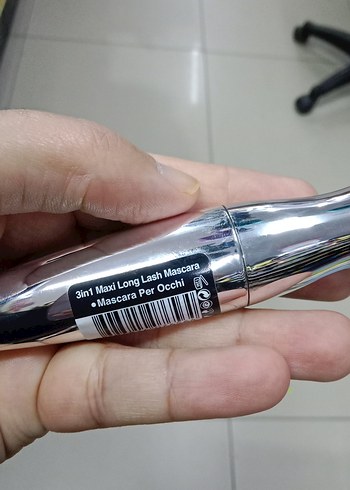 3in1 Maxi Long Lash Mascara
• Mascara Per Occhi